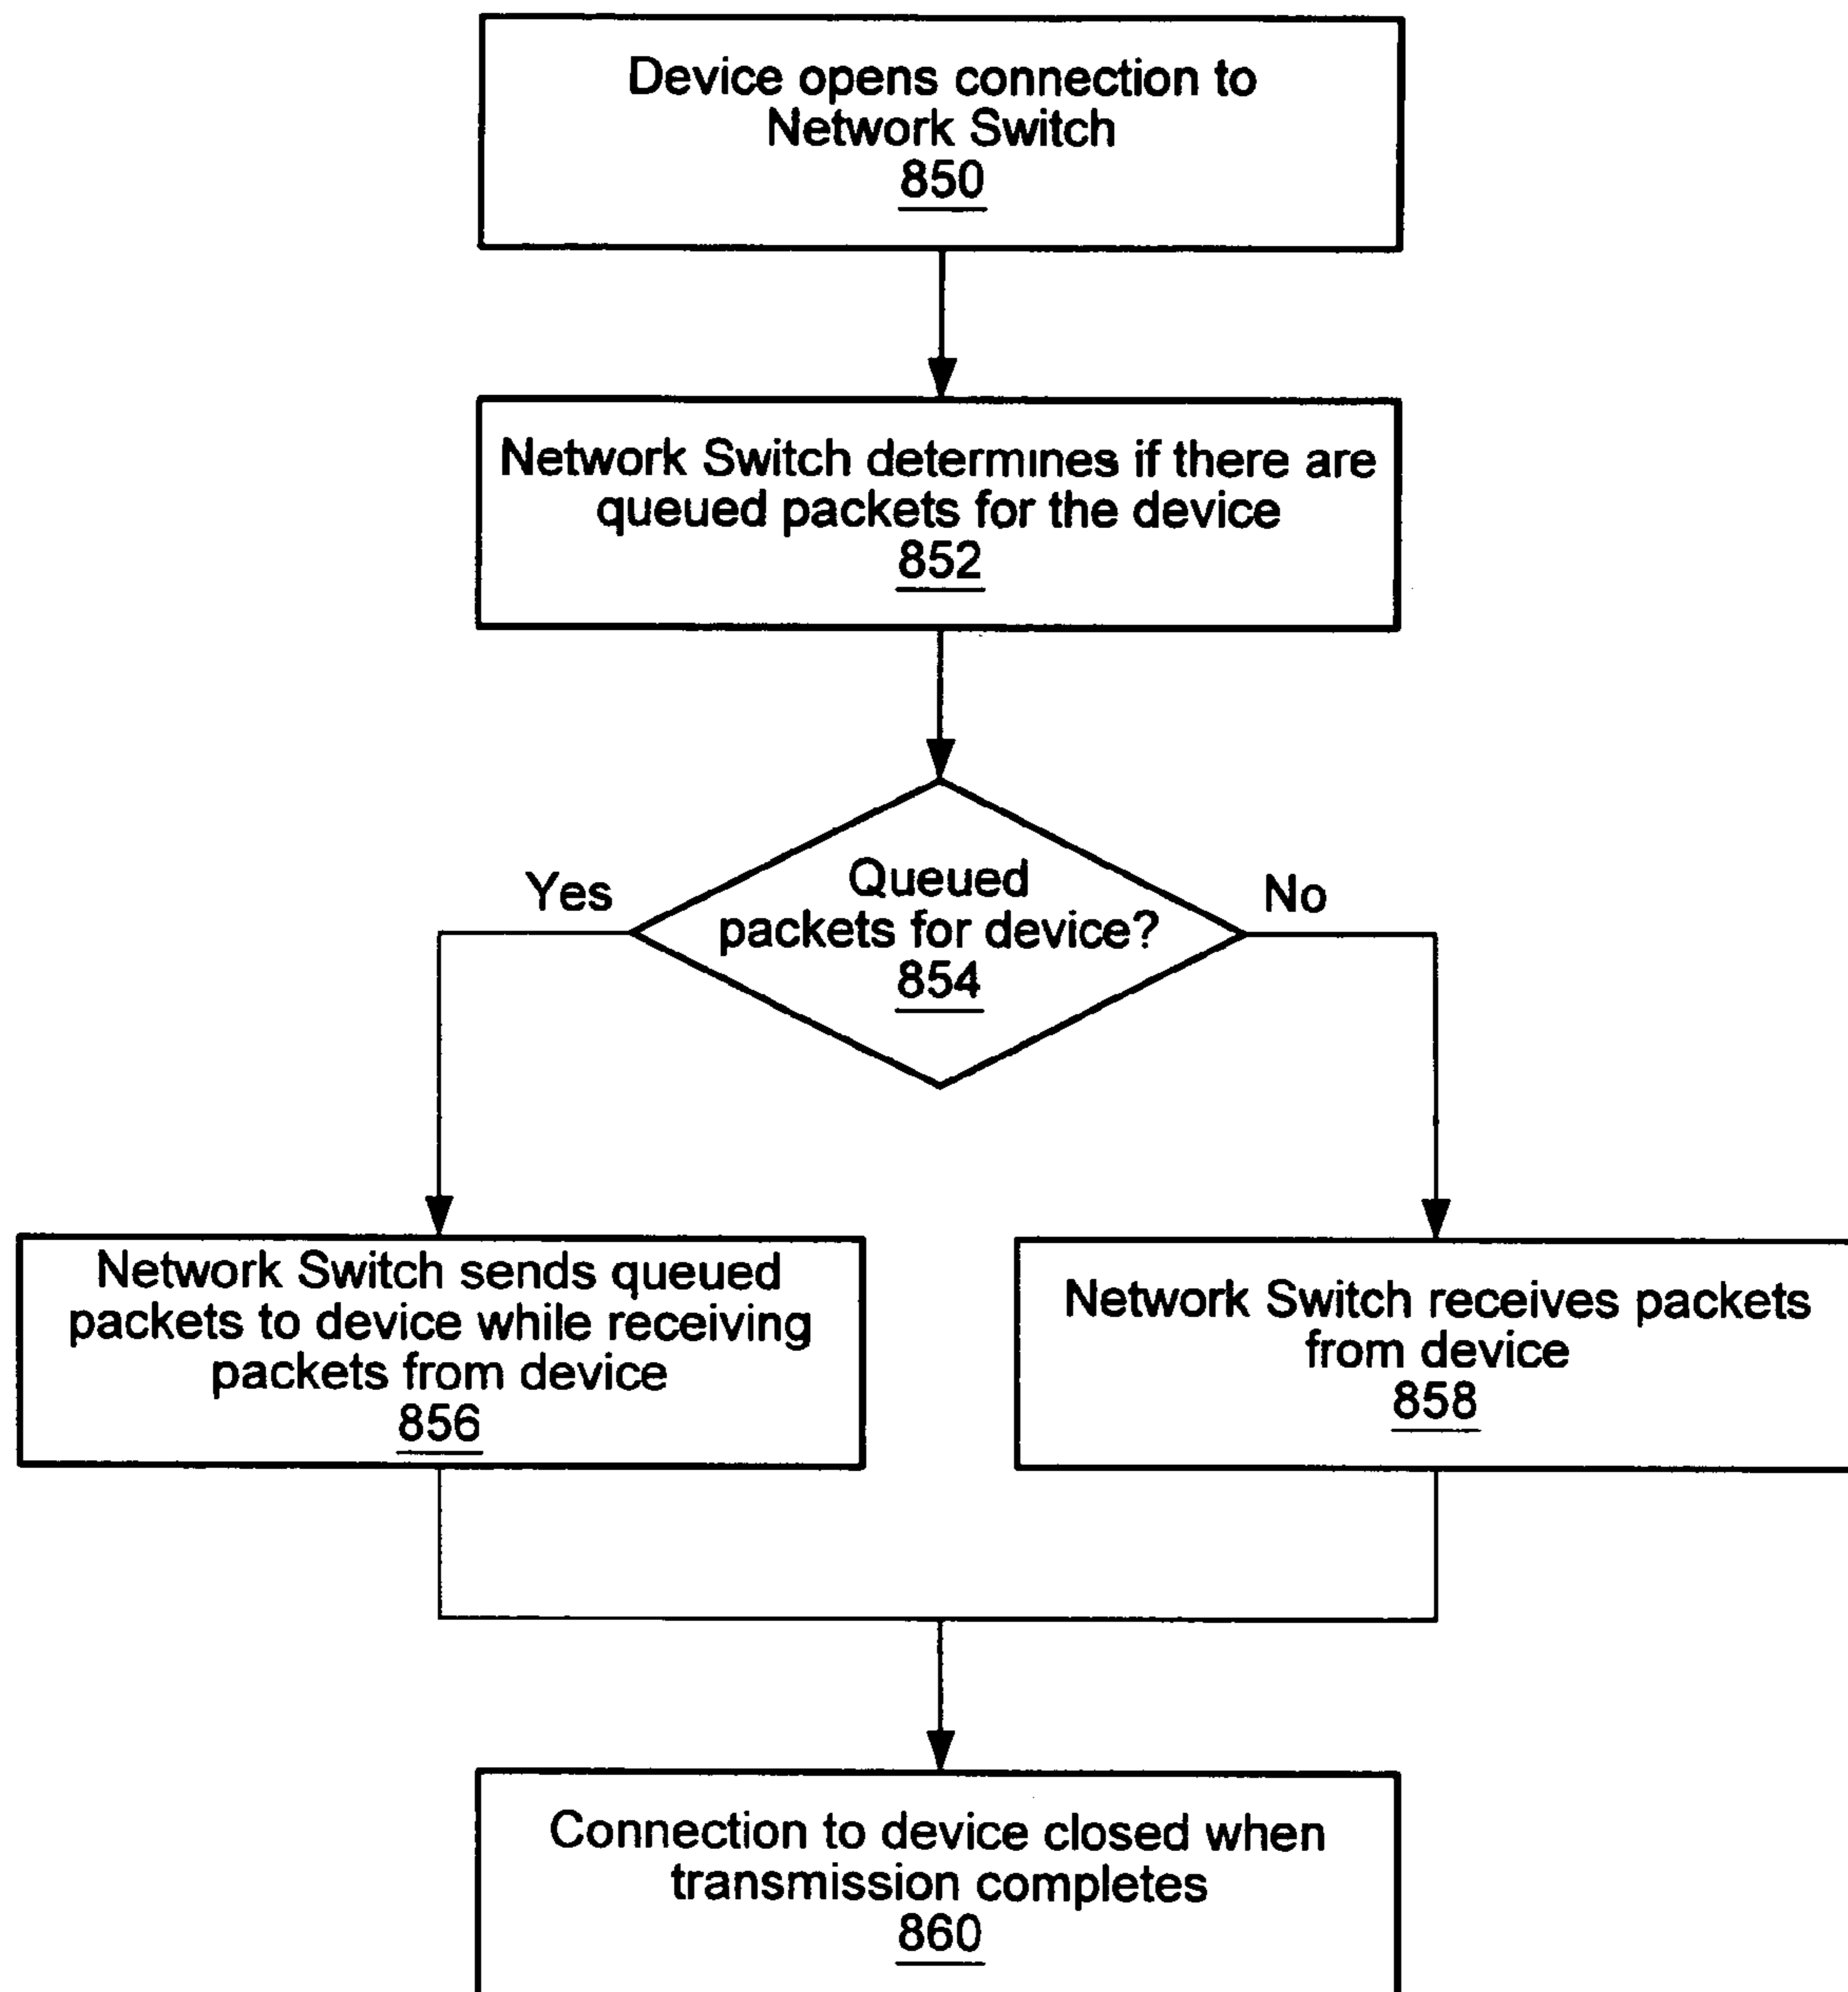 Device opens connection to
Network Switch
850
Network Switch determines if there are
queued packets for the device
852
Queued
packets for device?
854
Yes
No
Network Switch sends queued
packets to device while receiving
packets from device
856
Network Switch receives packets
from device
858
Connection to device closed when
transmission completes
860